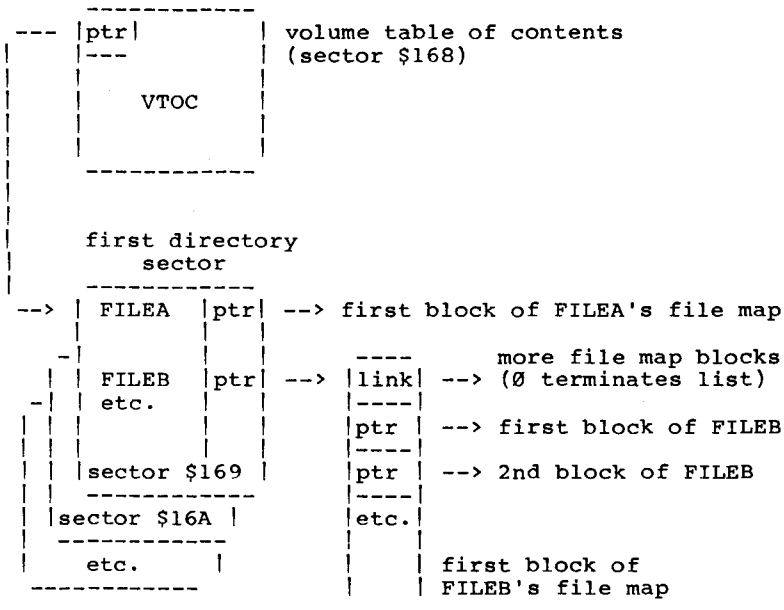 ptr volume table of contents
(sector $168)
VTOC
first directory
sector
FILEA ptr --> first block of FILEA's file map
more file map blocks
FILEB ptr --> link --> (Ø terminates list)
etc.
ptr --> first block of FILEB
sector $169 ptr --> 2nd block of FILEB
sector $16A etc.
etc. first block of
FILEB's file map